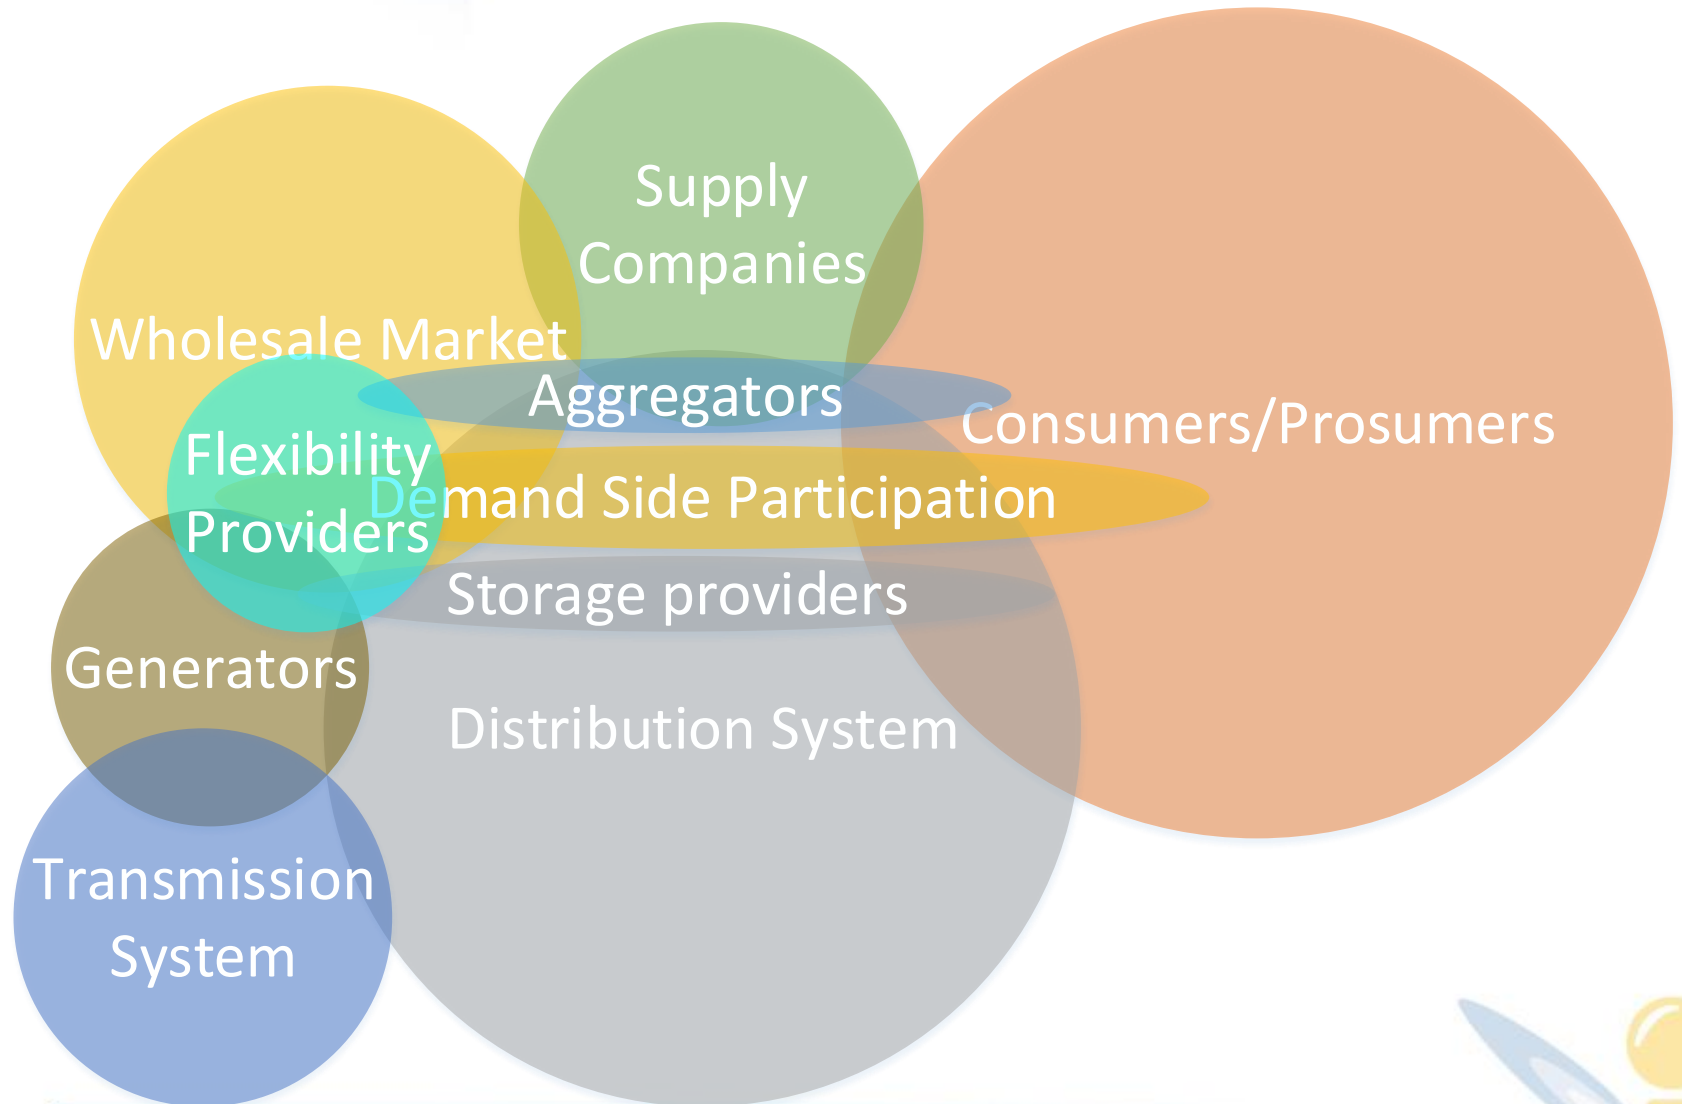 Supply
Companies
Wholesale Market
Aggregators
Consumers/Prosumers
Flexibility
Providers
Demand Side Participation
Storage providers
Generators
Distribution System
Transmission
System